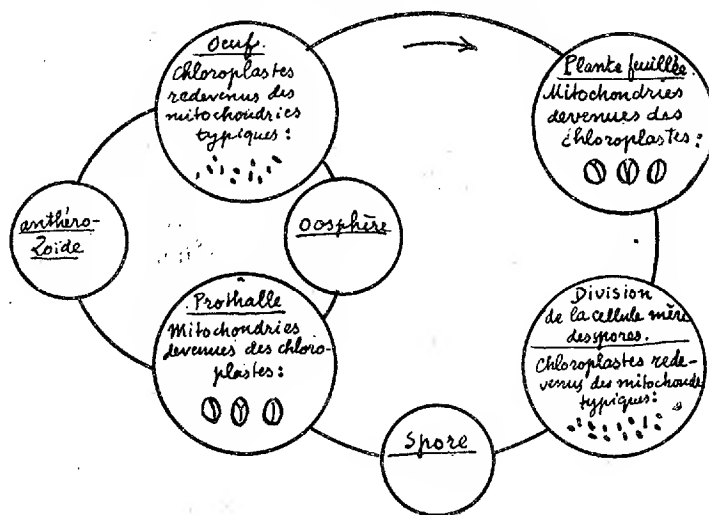 Oeuf.
Chloroplastes
redevenus des
mitochondries
typiques:
Plante feuillée.
Mitochondries
devenues des
chloroplastes:
anthéro-
zoïde
oosphère
Prothalle
Mitochondries
devenues des chloro-
plastes:
Division
de la cellule mère
des spores.
Chloroplastes rede-
venus des mitochondr
typiques:
Spore